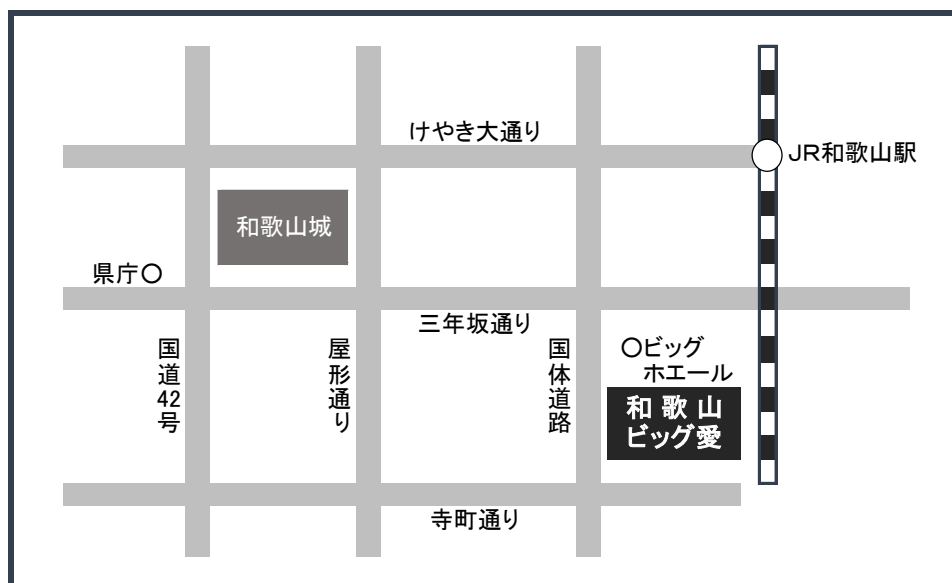 けやき大通り
JR和歌山駅
和歌山城
県庁○
三年坂通り
国道42号
屋形通り
国体道路
○ビッグ
ホエール
和歌山
ビッグ愛
寺町通り